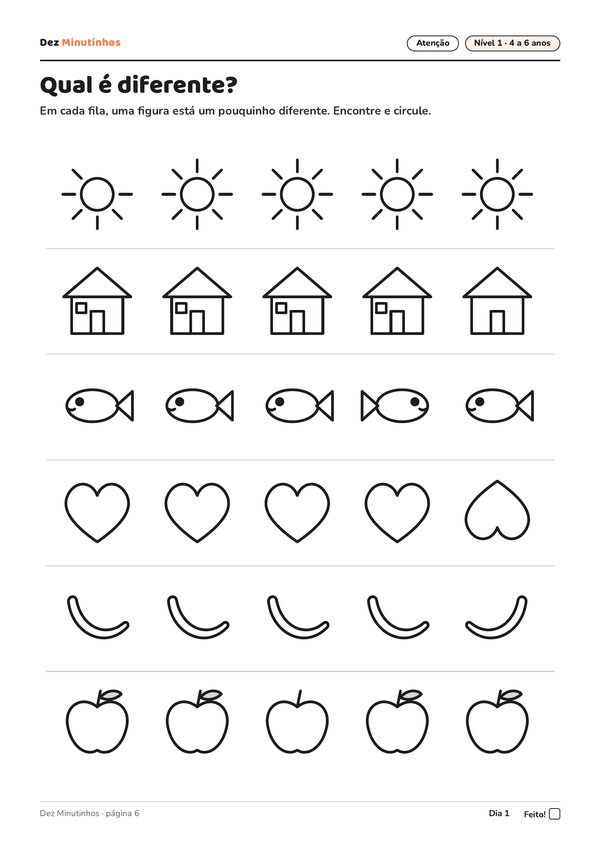 Dez Minutinhos
Atenção
Nível 1 · 4 a 6 anos
Qual é diferente?
Em cada fila, uma figura está um pouquinho diferente. Encontre e circule.
Dez Minutinhos · página 6
Dia 1
Feito!